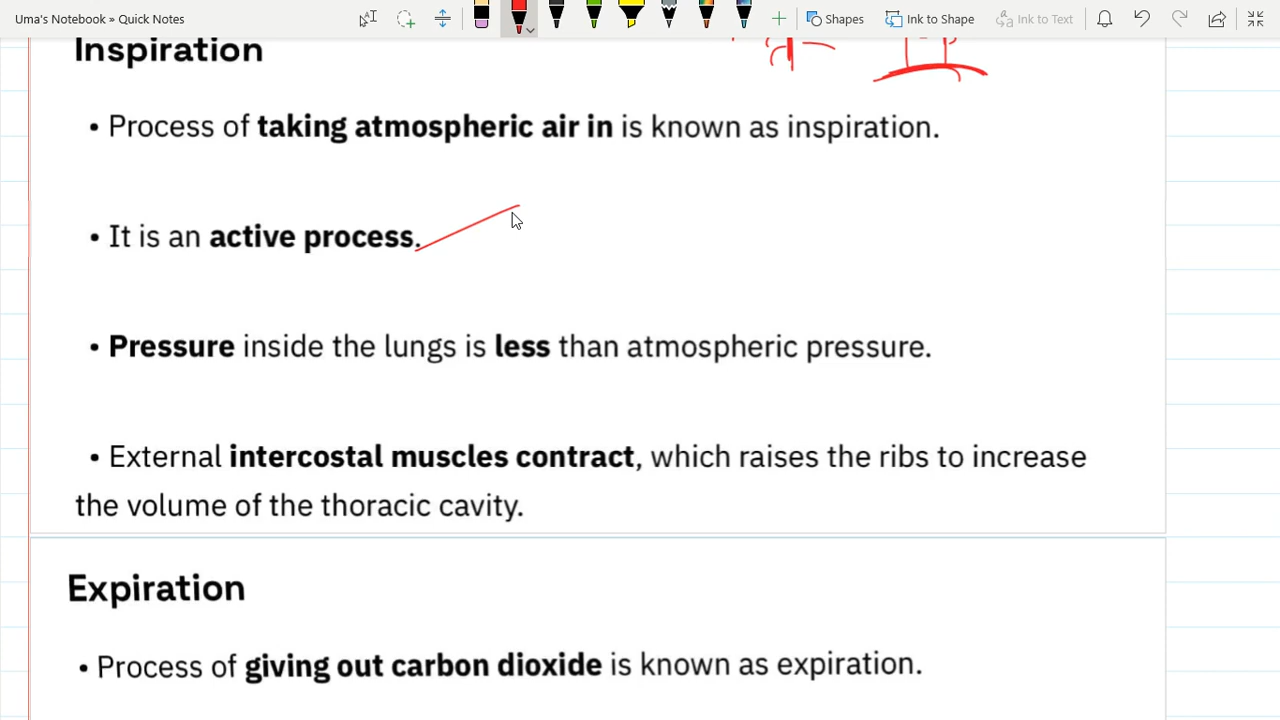 Uma's Notebook » Quick Notes
Shapes
Ink to Shape
Ink to Text
Inspiration
• Process of taking atmospheric air in is known as inspiration.
• It is an active process.
• Pressure inside the lungs is less than atmospheric pressure.
• External intercostal muscles contract, which raises the ribs to increase
the volume of the thoracic cavity.
Expiration
• Process of giving out carbon dioxide is known as expiration.